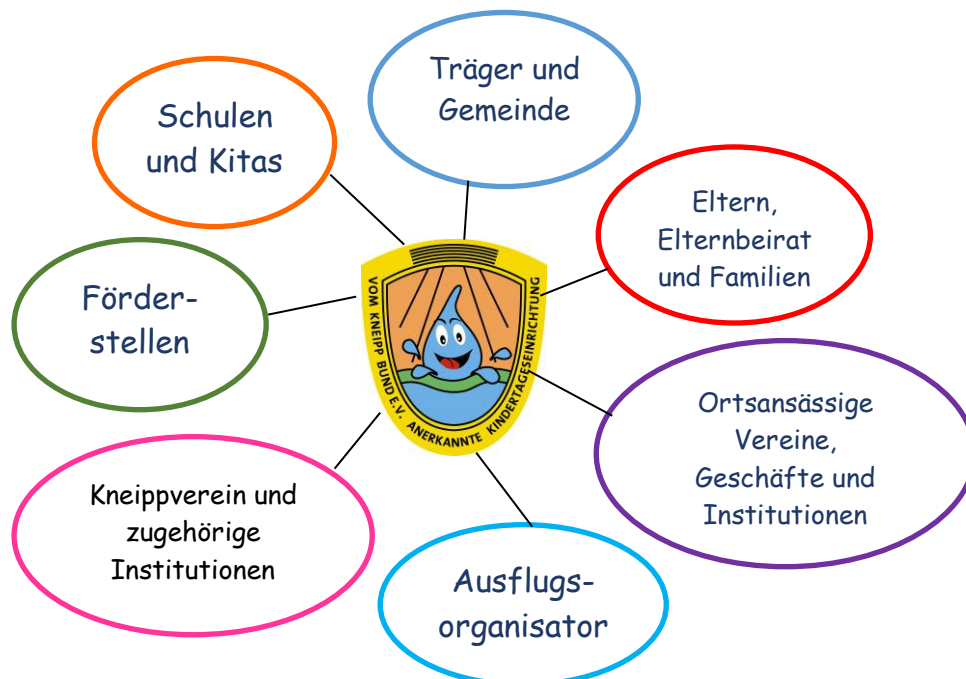 Träger und
Gemeinde
Schulen
und Kitas
Eltern,
Elternbeirat
und Familien
Förder-
stellen
VOM KNEIPP BUND E.V. ANERKANNTE KINDERTAGESEINRICHTUNG
Ortsansässige
Vereine,
Geschäfte und
Institutionen
Kneippverein und
zugehörige
Institutionen
Ausflugs-
organisator